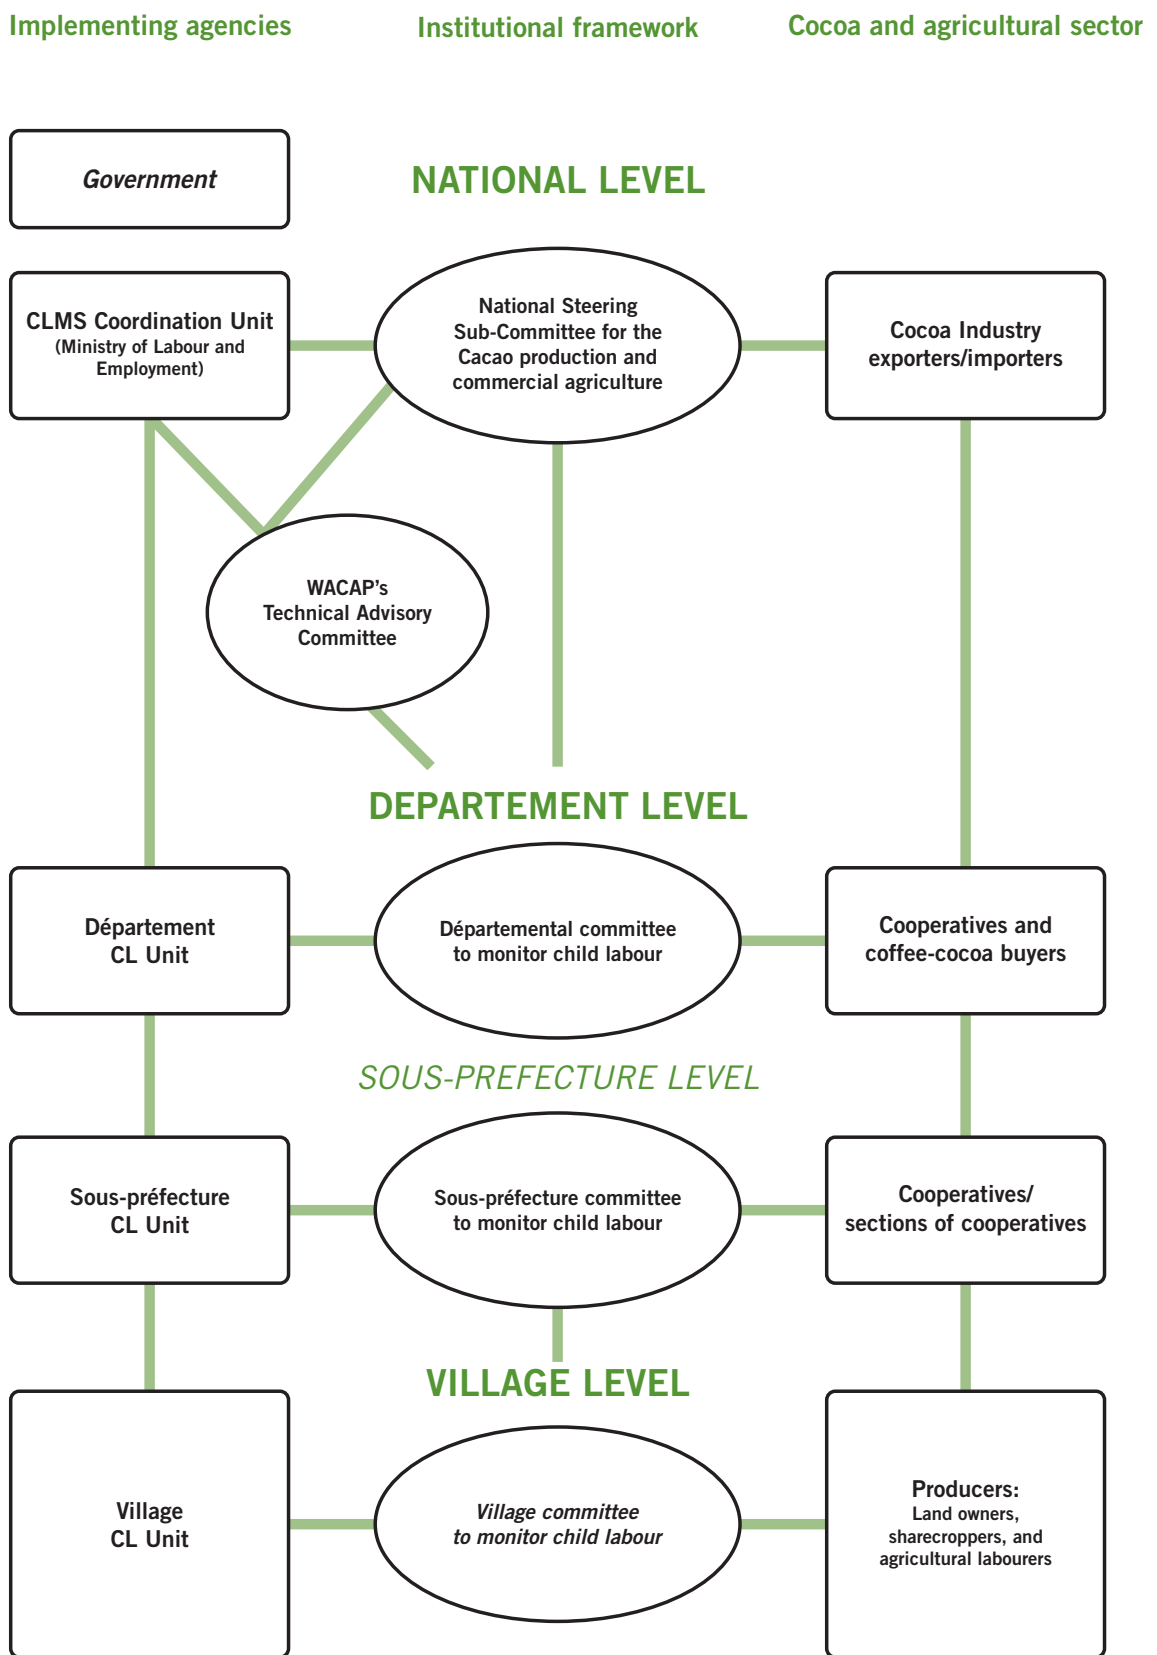 Implementing agencies
Institutional framework
Cocoa and agricultural sector
Government
NATIONAL LEVEL
CLMS Coordination Unit
(Ministry of Labour and
Employment)
National Steering
Sub-Committee for the
Cacao production and
commercial agriculture
Cocoa Industry
exporters/importers
WACAP's
Technical Advisory
Committee
DEPARTEMENT LEVEL
Département
CL Unit
Départemental committee
to monitor child labour
Cooperatives and
coffee-cocoa buyers
SOUS-PREFECTURE LEVEL
Sous-préfecture
CL Unit
Sous-préfecture committee
to monitor child labour
Cooperatives/
sections of cooperatives
VILLAGE LEVEL
Village
CL Unit
Village committee
to monitor child labour
Producers:
Land owners,
sharecroppers, and
agricultural labourers